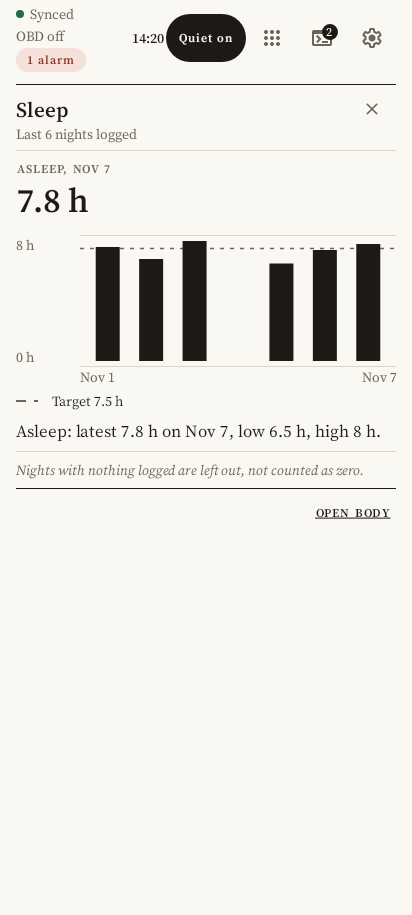 Synced
OBD off
1 alarm
14:20
Quiet on
2
Sleep
Last 6 nights logged
ASLEEP, NOV 7
7.8 h
8 h
0 h
Nov 1
Nov 7
Target 7.5 h
Asleep: latest 7.8 h on Nov 7, low 6.5 h, high 8 h.
Nights with nothing logged are left out, not counted as zero.
OPEN BODY